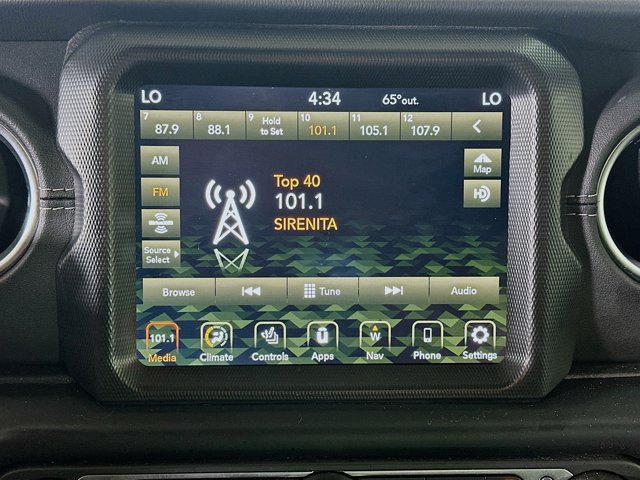 LO 4:34 65°out. LO
7 8 9 Hold 10 11 12
87.9 88.1 to Set 101.1 105.1 107.9
AM
Map
FM
HD
SiriusXM
Top 40
101.1
SIRENITA
Source
Select
Browse Tune Audio
101.1 W
Media Climate Controls Apps Nav Phone Settings